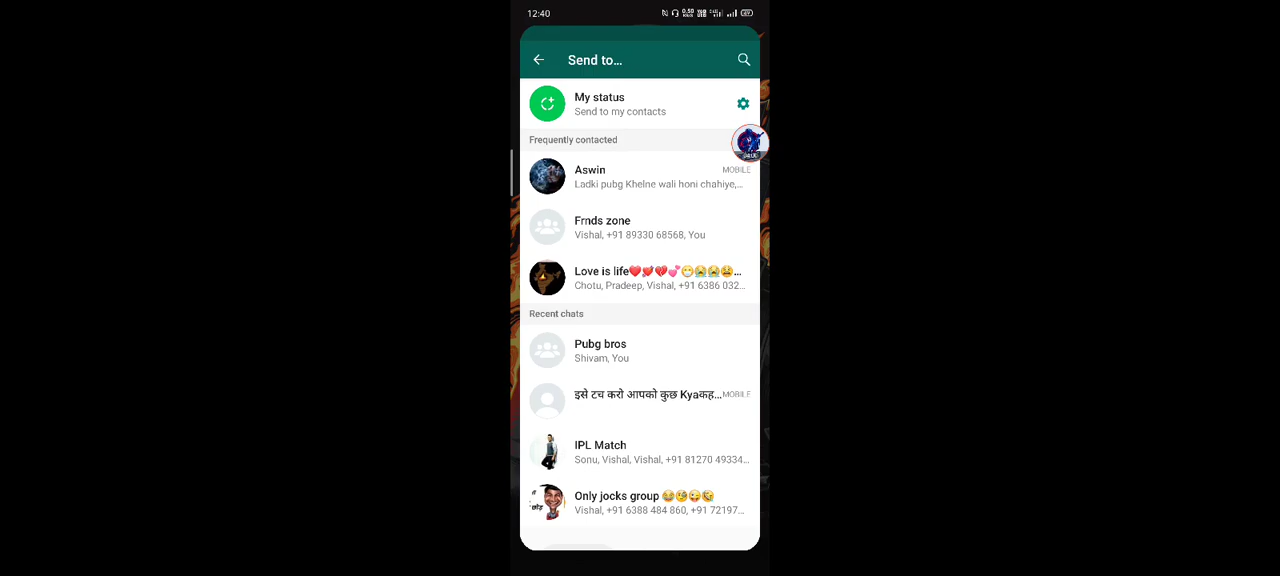 12:40
Send to...
My status
Send to my contacts
Frequently contacted
Aswin
MOBILE
Ladki pubg Khelne wali honi chahiye,...
Frnds zone
Vishal, +91 89330 68568, You
Love is life❤️💘💔💕😷😭😭😩...
Chotu, Pradeep, Vishal, +91 6386 032...
Recent chats
Pubg bros
Shivam, You
इसे टच करो आपको कुछ Kyaकह...
MOBILE
IPL Match
Sonu, Vishal, Vishal, +91 81270 49334...
Only jocks group 😂🧐😜🤪
Vishal, +91 6388 484 860, +91 72197...